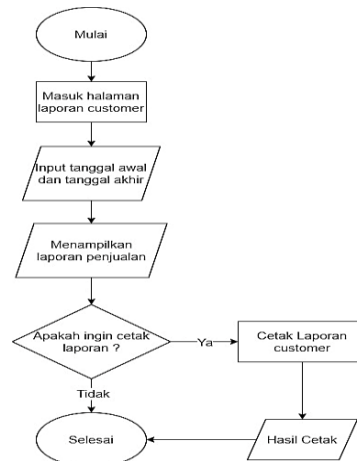 Mulai
Masuk halaman
laporan customer
Input tanggal awal
dan tanggal akhir
Menampilkan
laporan penjualan
Apakah ingin cetak
laporan ?
Ya
Cetak Laporan
customer
Tidak
Selesai
Hasil Cetak